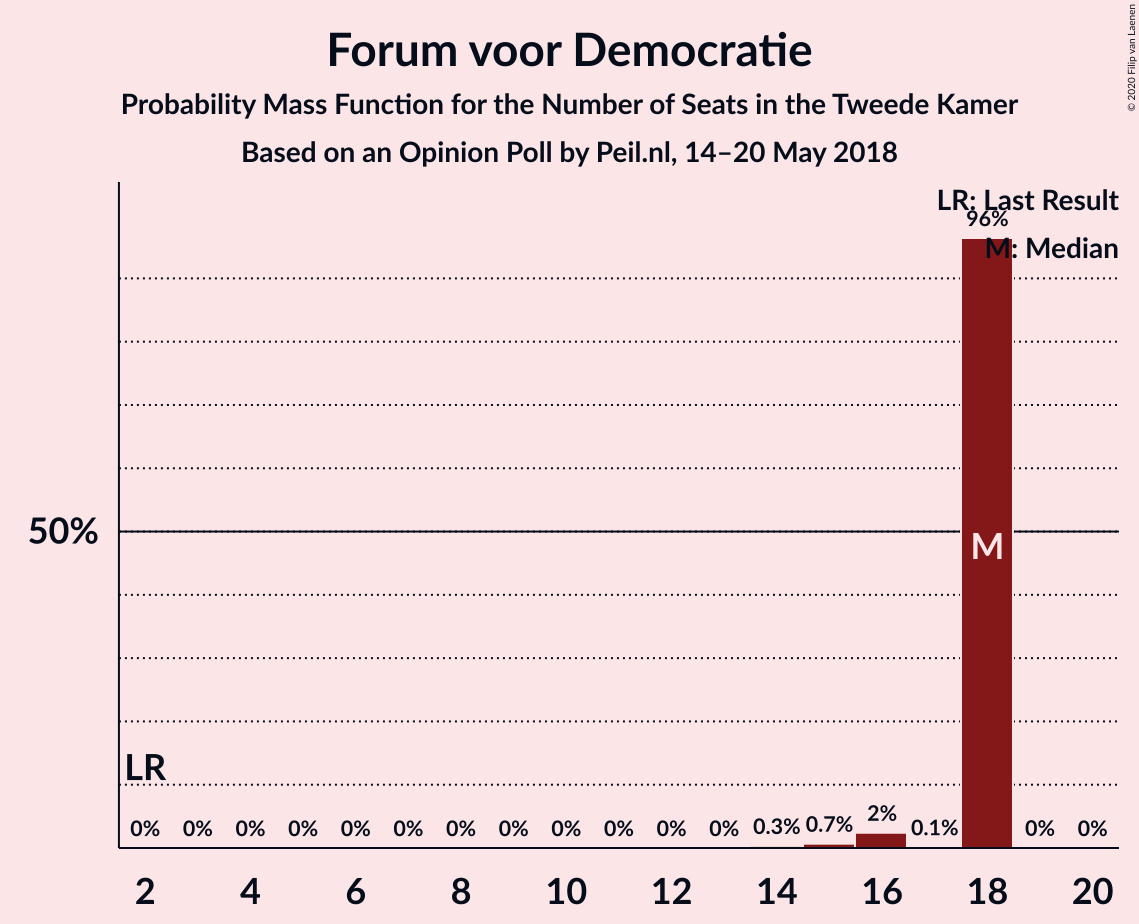 Forum voor Democratie
Probability Mass Function for the Number of Seats in the Tweede Kamer
Based on an Opinion Poll by Peil.nl, 14–20 May 2018
© 2020 Filip van Laenen
LR: Last Result
96%
M: Median
50%
M
LR
0% 0% 0% 0% 0% 0% 0% 0% 0% 0% 0% 0% 0.3% 0.7% 2% 0.1% 0% 0%
2 4 6 8 10 12 14 16 18 20